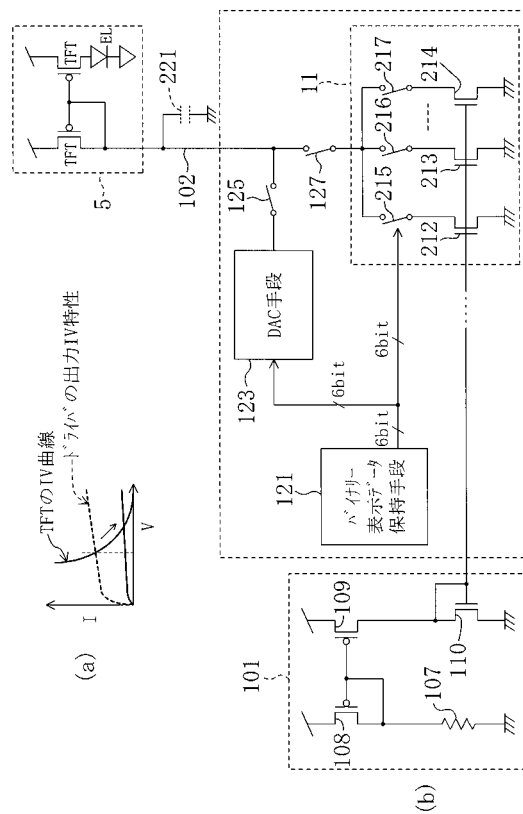 (a)
I
V
TFTのIV曲線
ドライバの出力IV特性
(b)
5
TFT
TFT
EL
221
102
125
127
11
215
216
217
212
213
214
DAC手段
123
6bit
6bit
6bit
121
バイナリー
表示データ
保持手段
101
108
109
107
110